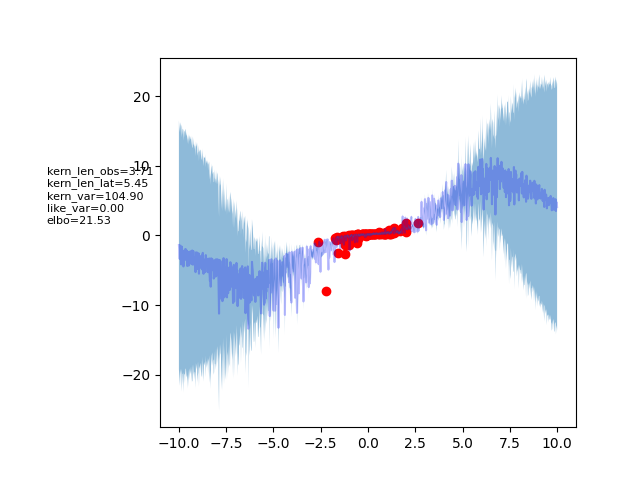 20
10
kern_len_obs=3.71
kern_len_lat=5.45
kern_var=104.90
like_var=0.00
elbo=21.53
0
−10
−20
−10.0 −7.5 −5.0 −2.5 0.0 2.5 5.0 7.5 10.0